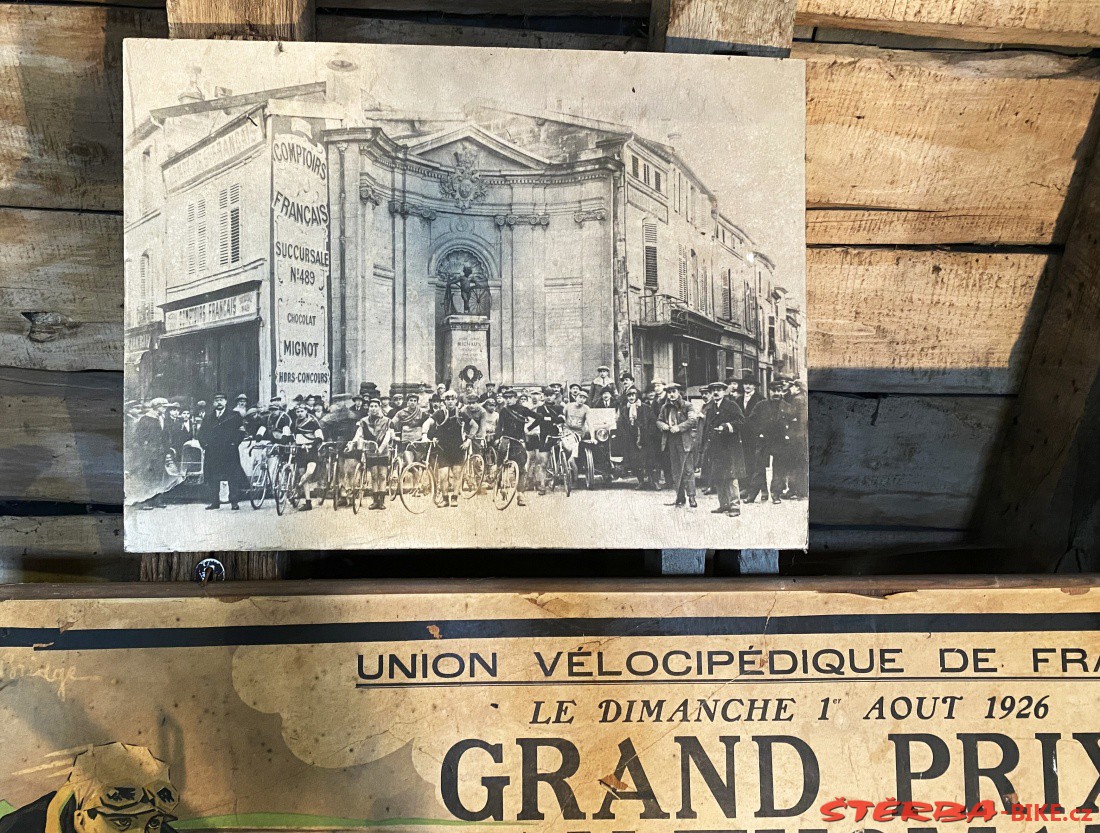 COMPTOIRS
FRANÇAIS
SUCCURSALE
No. 489
CHOCOLAT
MIGNOT
HORS-CONCOURS
COMPTOIRS FRANÇAIS
UNION VÉLOCIPÉDIQUE DE FRA
LE DIMANCHE 1er AOUT 1926
GRAND PRIX
ŠTĚRBA-BIKE.cz